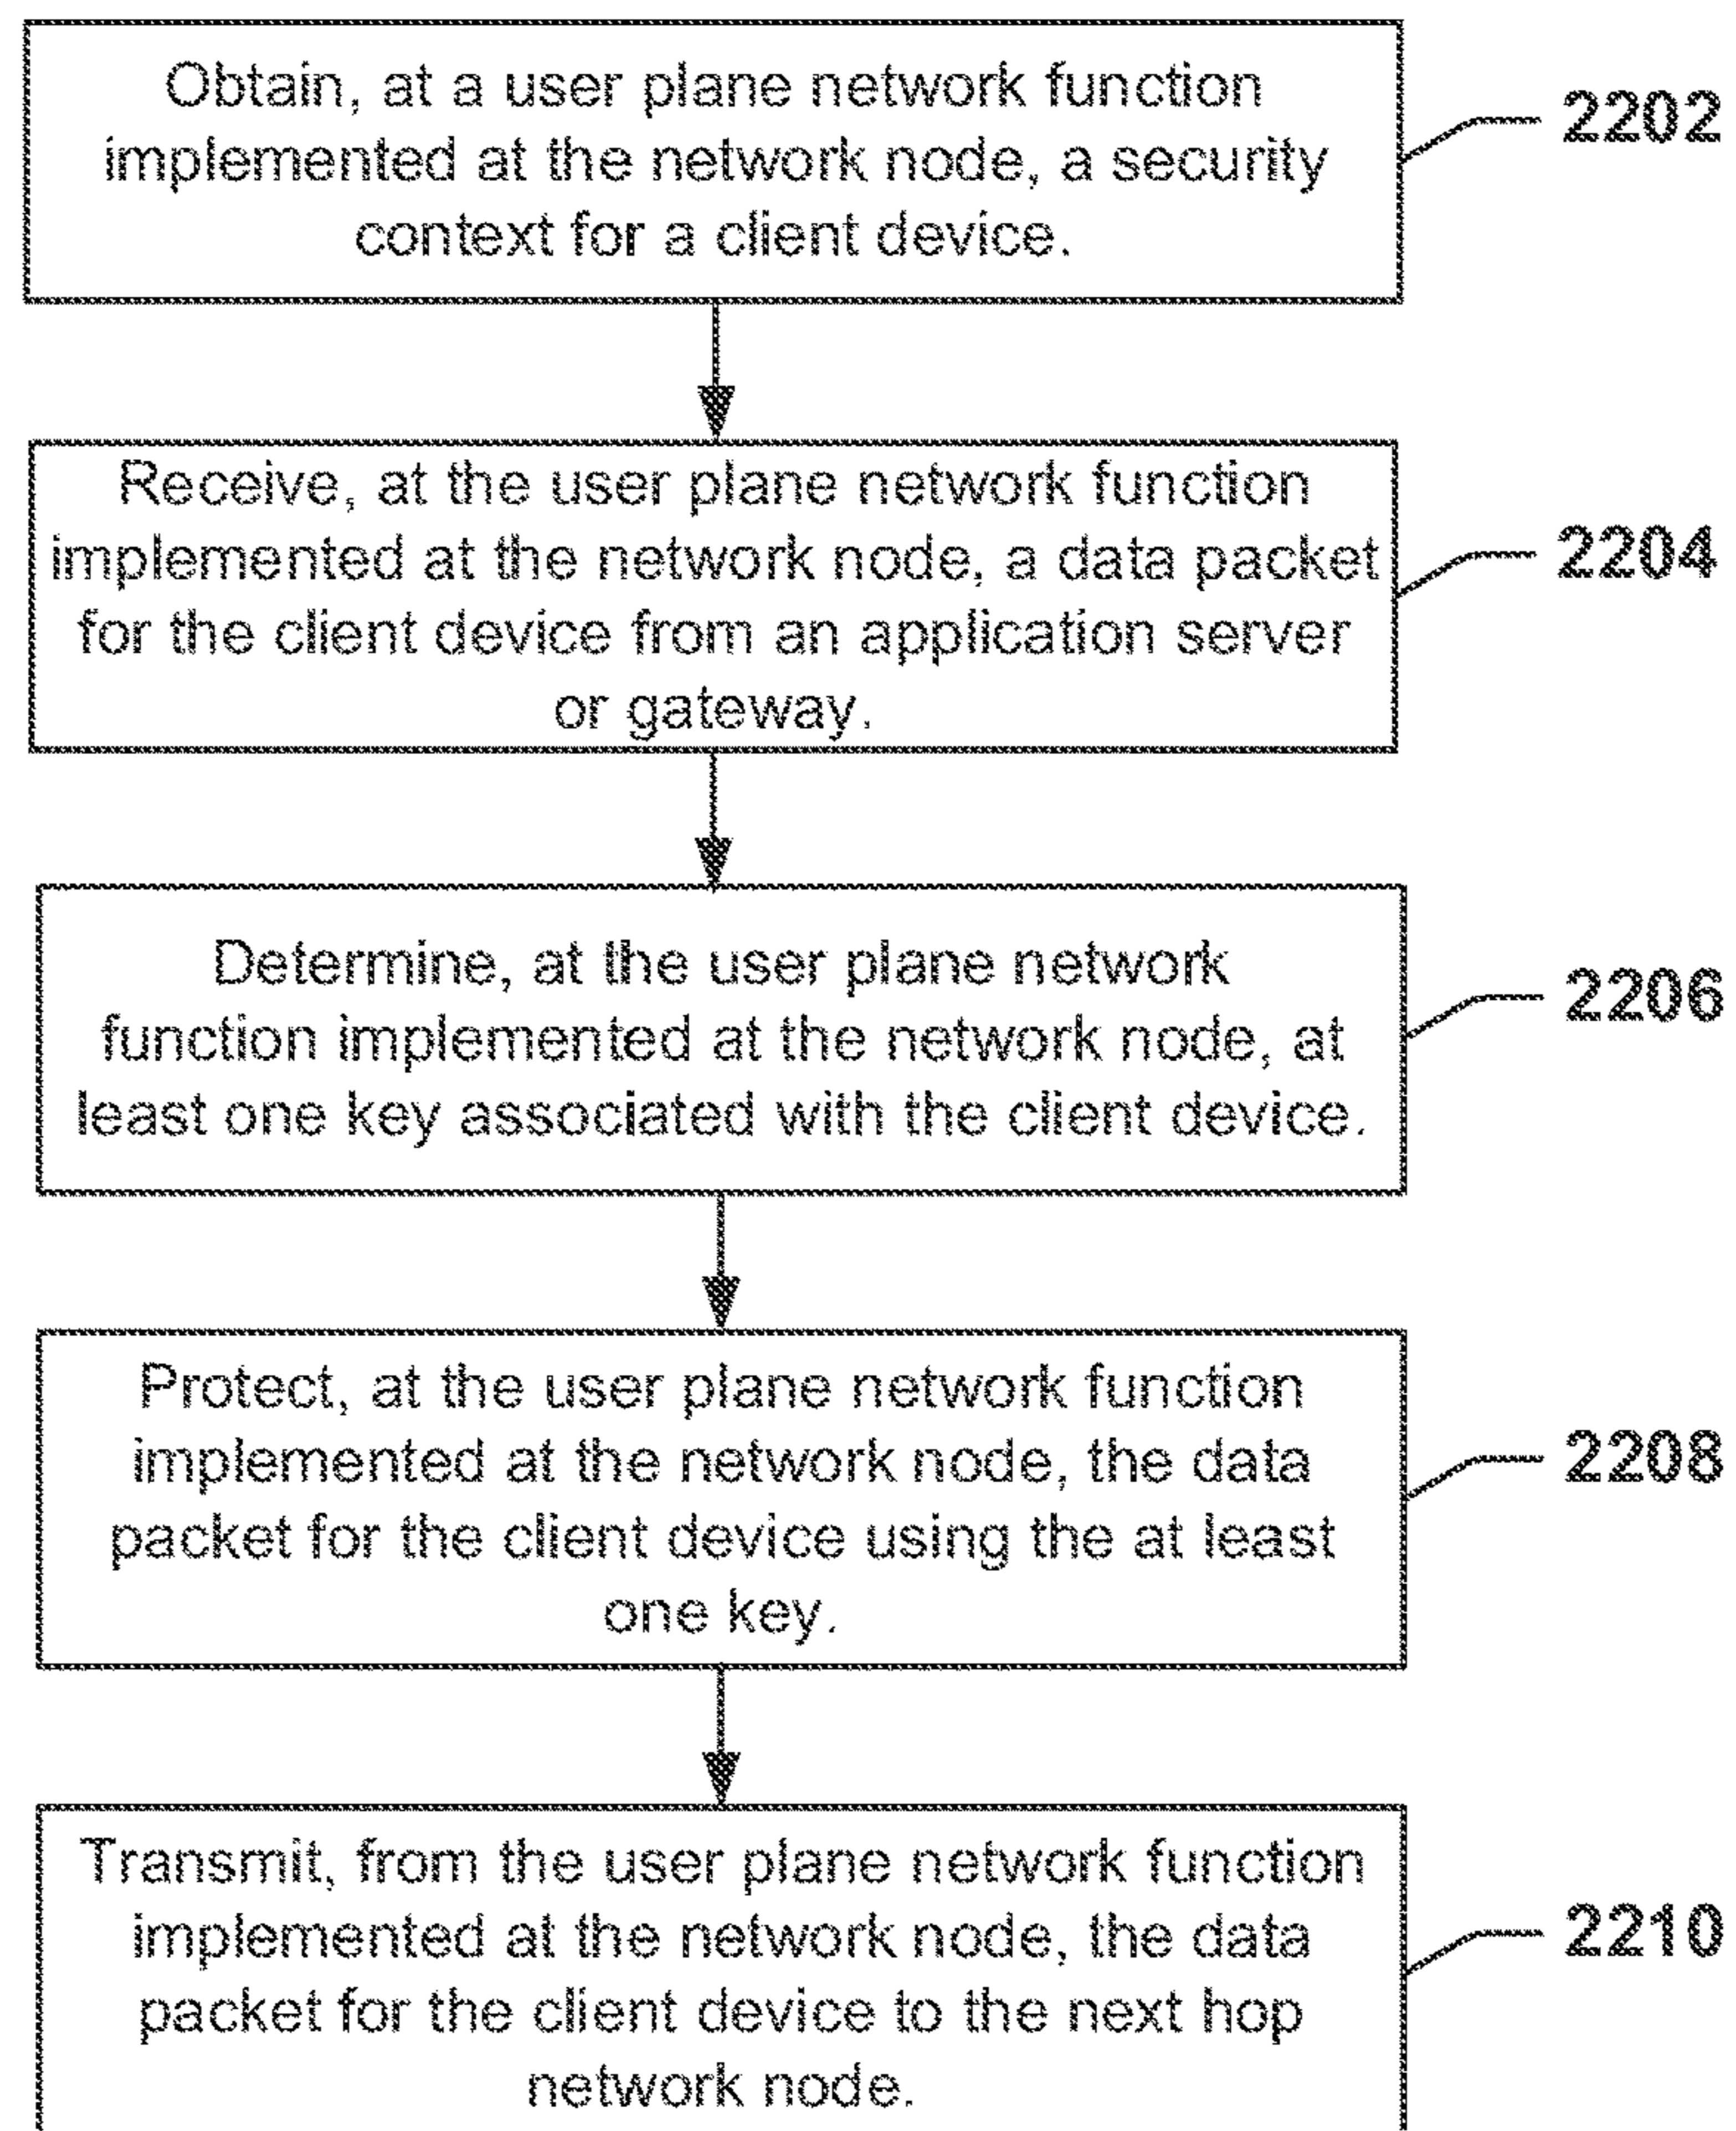 Obtain, at a user plane network function
implemented at the network node, a security
context for a client device.
2202
Receive, at the user plane network function
implemented at the network node, a data packet
for the client device from an application server
or gateway.
2204
Determine, at the user plane network
function implemented at the network node, at
least one key associated with the client device.
2206
Protect, at the user plane network function
implemented at the network node, the data
packet for the client device using the at least
one key.
2208
Transmit, from the user plane network function
implemented at the network node, the data
packet for the client device to the next hop
network node.
2210